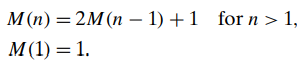 M(n) = 2M(n − 1) + 1 for n > 1,
M(1) = 1.